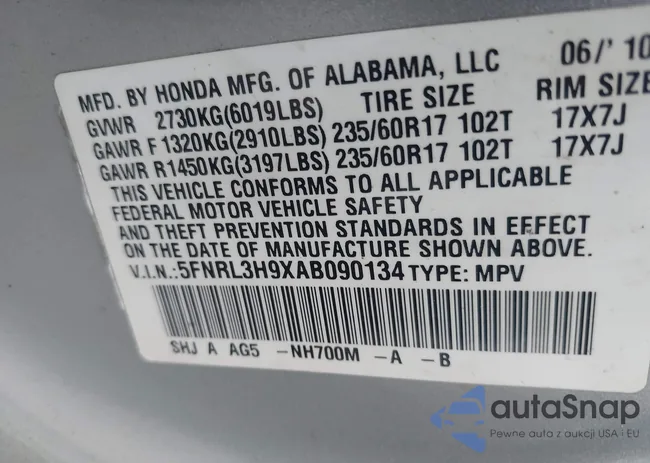 MFD. BY HONDA MFG. OF ALABAMA, LLC 06/' 10
GVWR 2730KG(6019LBS) TIRE SIZE RIM SIZE
GAWR F 1320KG(2910LBS) 235/60R17 102T 17X7J
GAWR R1450KG(3197LBS) 235/60R17 102T 17X7J
THIS VEHICLE CONFORMS TO ALL APPLICABLE
FEDERAL MOTOR VEHICLE SAFETY
AND THEFT PREVENTION STANDARDS IN EFFECT
ON THE DATE OF MANUFACTURE SHOWN ABOVE.
V.I.N.:5FNRL3H9XAB090134 TYPE: MPV
SHJ A AG5 -NH700M -A -B
autoSnap
Pewne auta z aukcji USA i EU